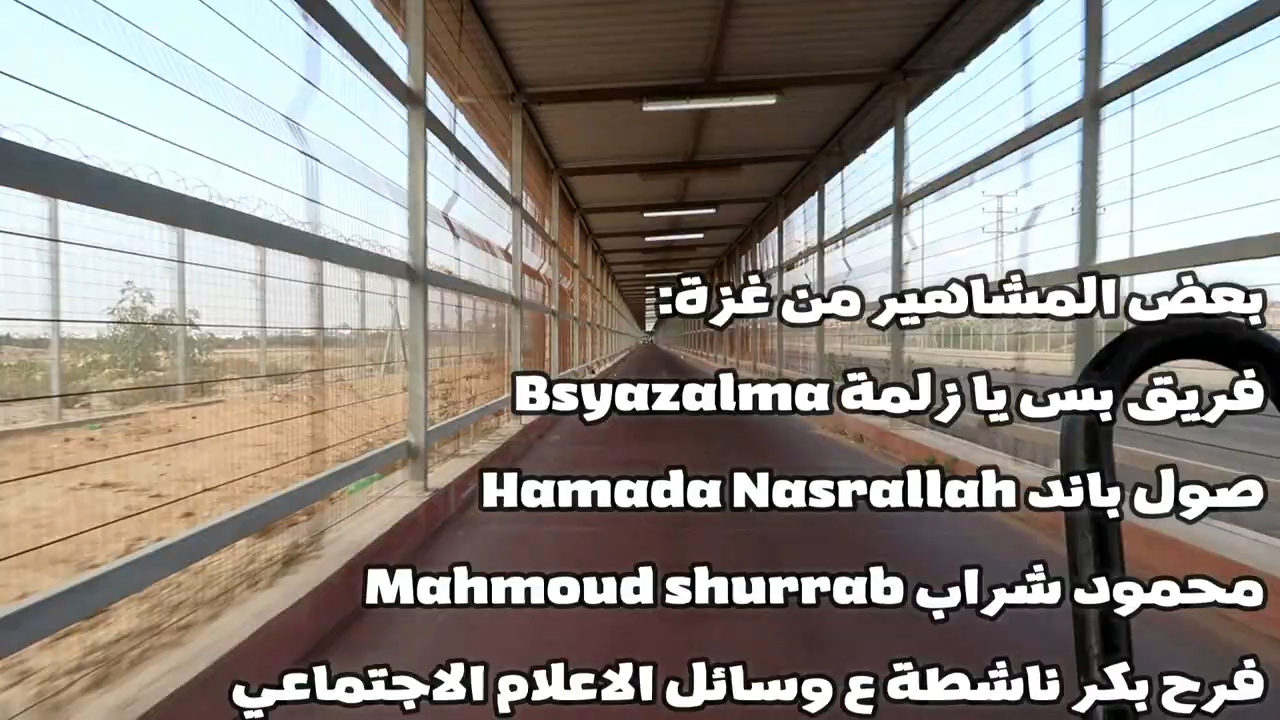 بعض المشاهير من غزة:
فريق بس يا زلمة Bsyazalma
صول باند Hamada Nasrallah
محمود شراب Mahmoud shurrab
فرح بكر ناشطة ع وسائل الاعلام الاجتماعي